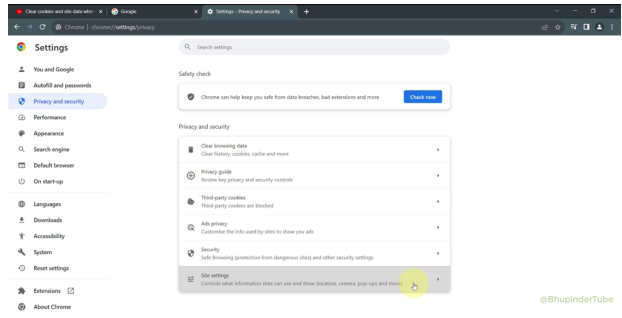 Clear cookies and site data when
Google
Settings – Privacy and security
Chrome
chrome://settings/privacy
Settings
Search settings
You and Google
Autofill and passwords
Privacy and security
Performance
Appearance
Search engine
Default browser
On start-up
Languages
Downloads
Accessibility
System
Reset settings
Extensions
About Chrome
Safety check
Chrome can help keep you safe from data breaches, bad extensions and more
Check now
Privacy and security
Clear browsing data
Clear history, cookies, cache and more
Privacy guide
Review key privacy and security controls
Third-party cookies
Third-party cookies are blocked
Ads privacy
Customise the info used by sites to show you ads
Security
Safe Browsing (protection from dangerous sites) and other security settings
Site settings
Controls what information sites can use and show (location, camera, pop-ups and more)
@BhupinderTube